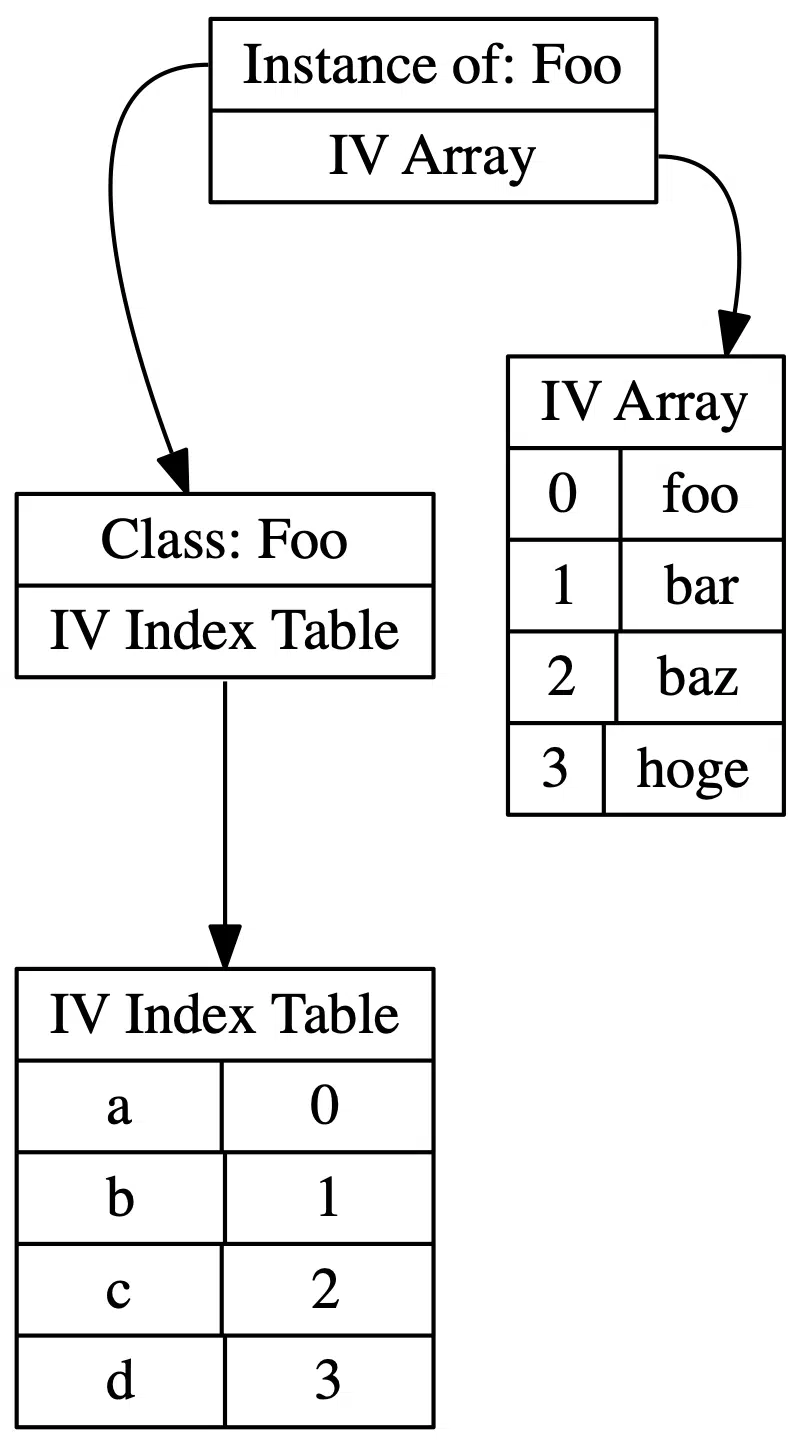 Instance of: Foo
IV Array
IV Array
0 foo
1 bar
2 baz
3 hoge
Class: Foo
IV Index Table
IV Index Table
a 0
b 1
c 2
d 3